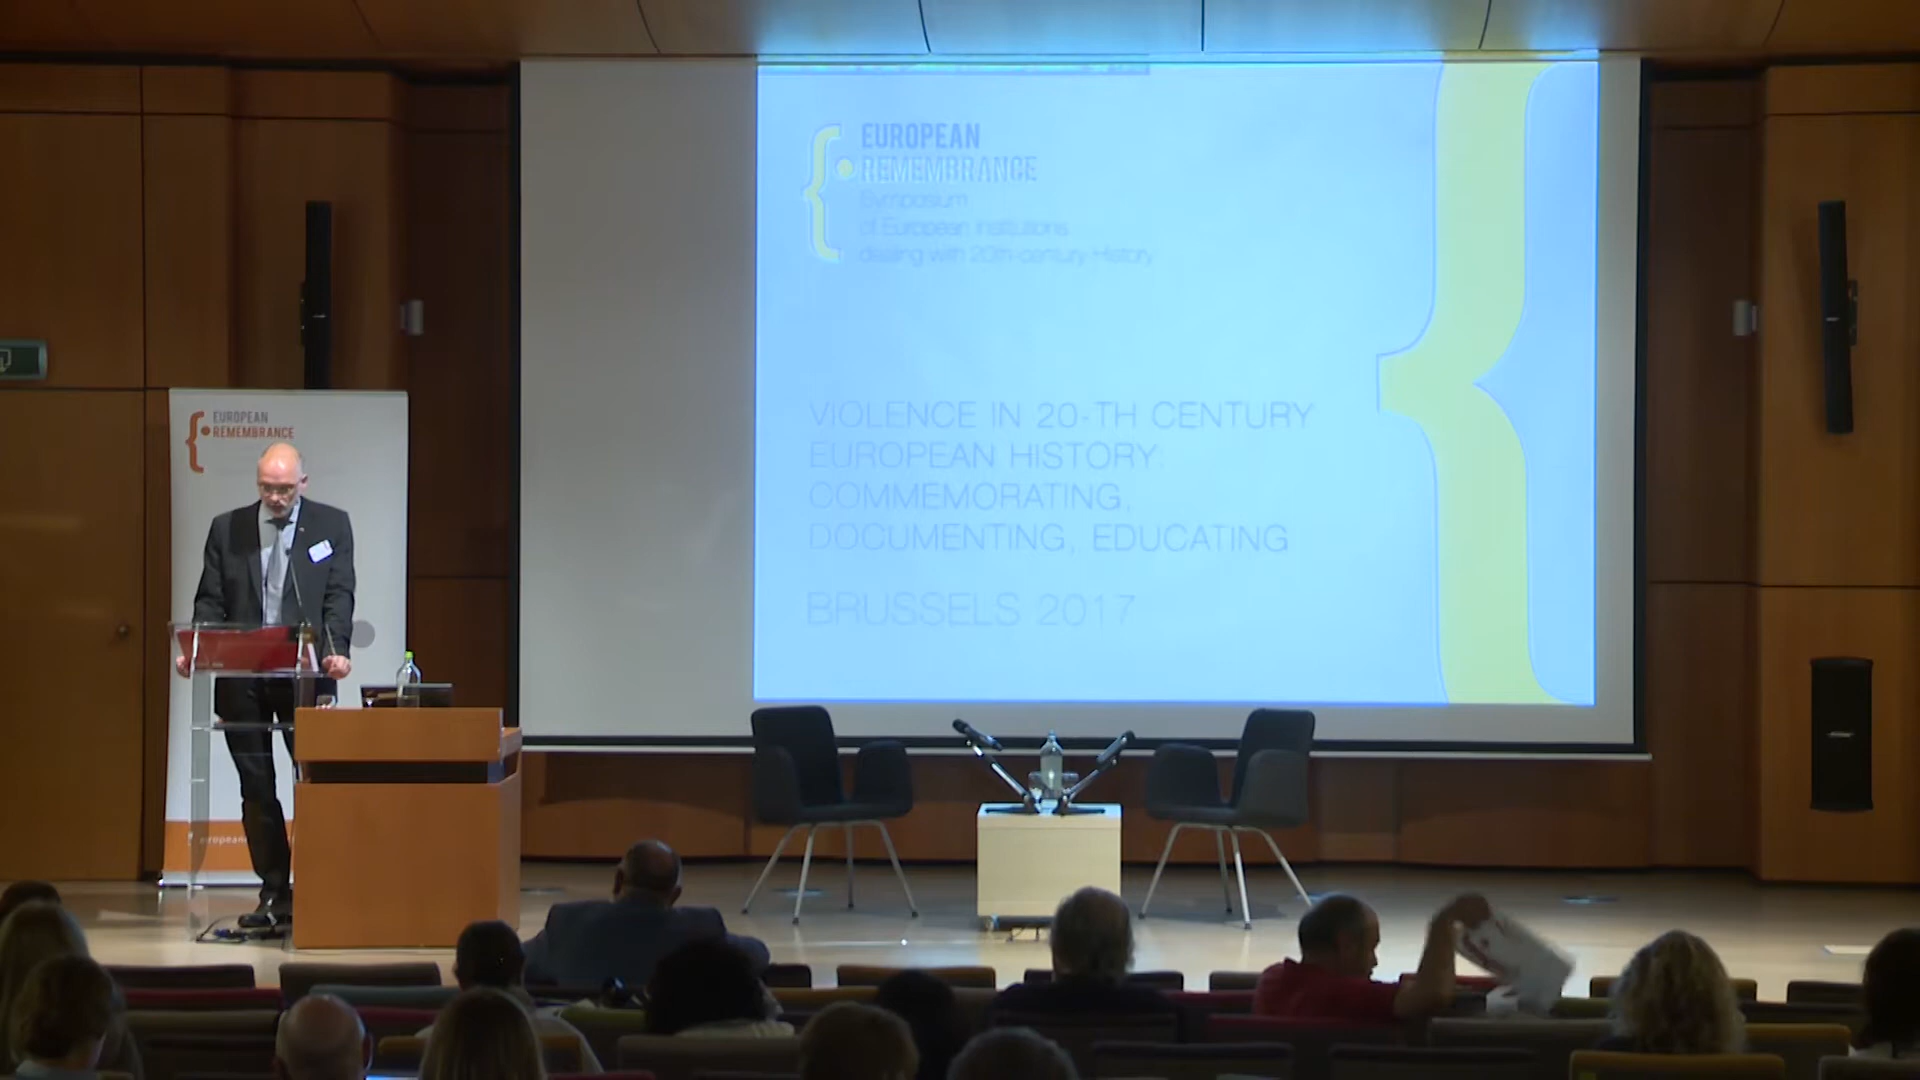 EUROPEAN
REMEMBRANCE
Symposium
of European Institutions
dealing with 20th-century History
VIOLENCE IN 20-TH CENTURY
EUROPEAN HISTORY:
COMMEMORATING,
DOCUMENTING, EDUCATING
BRUSSELS 2017
EUROPEAN
REMEMBRANCE